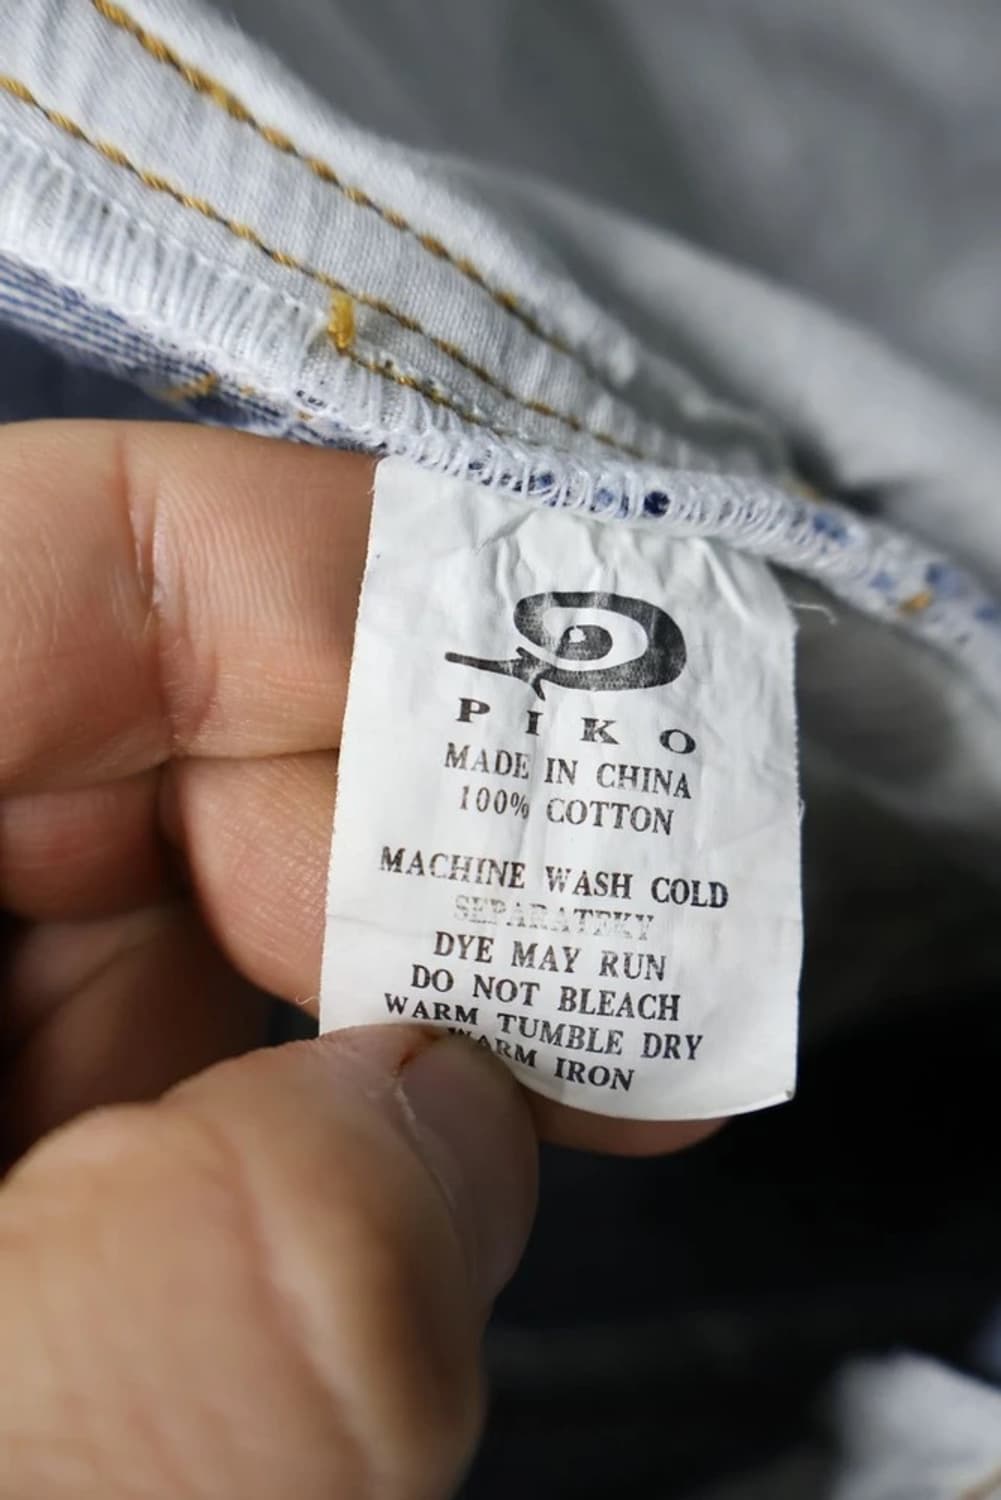 PIKO
MADE IN CHINA
100% COTTON
MACHINE WASH COLD
SEPARATEKY
DYE MAY RUN
DO NOT BLEACH
WARM TUMBLE DRY
WARM IRON